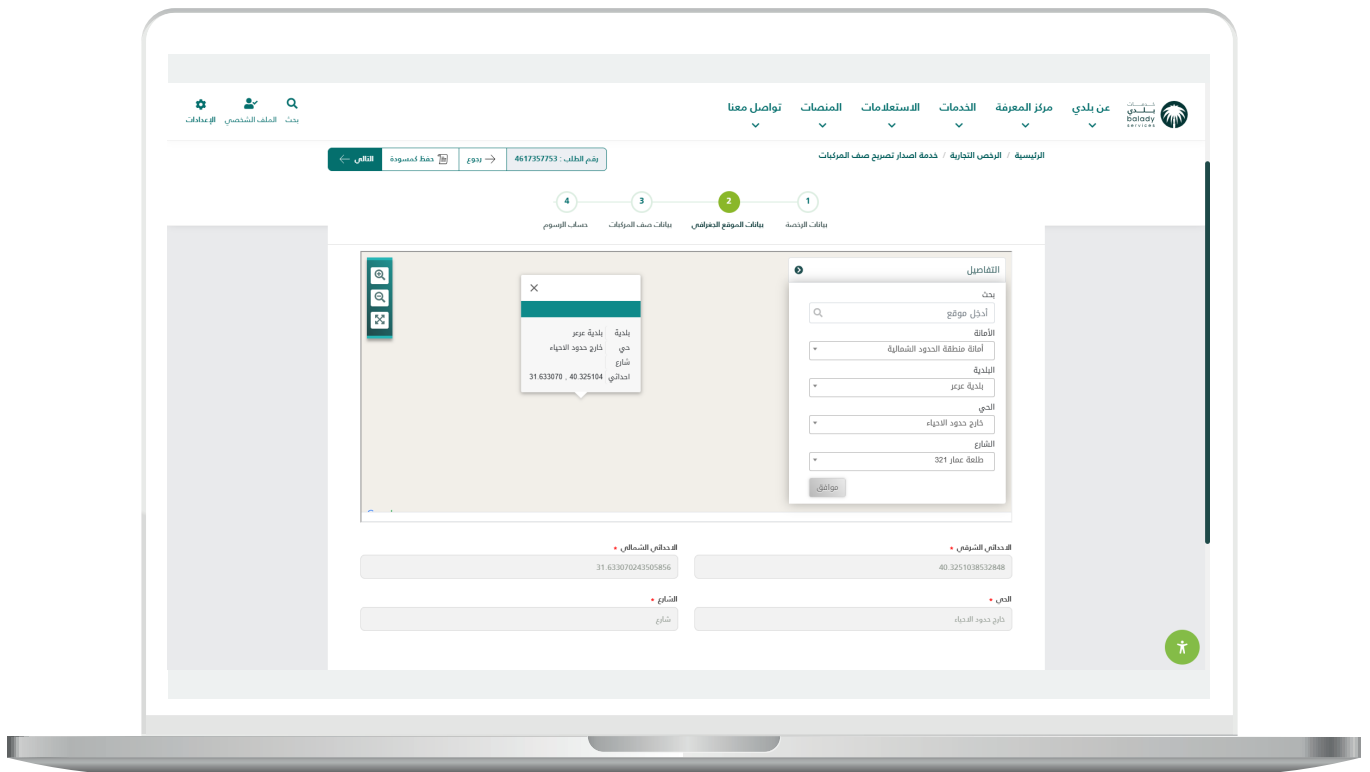 خدمات
بلدي
balady
services
عن بلدي
مركز المعرفة
الخدمات
الاستعلامات
المنصات
تواصل معنا
بحث
الملف الشخصي
الإعدادات
الرئيسية / الرخص التجارية / خدمة اصدار تصريح صف المركبات
رقم الطلب : 4617357753
رجوع
حفظ كمسودة
التالي
1
2
3
4
بيانات الرخصة
بيانات الموقع الجغرافي
بيانات صف المركبات
حساب الرسوم
التفاصيل
بحث
أدخِل موقع
الأمانة
أمانة منطقة الحدود الشمالية
البلدية
بلدية عرعر
الحي
خارج حدود الاحياء
الشارع
طلعة عمار 321
موافق
بلدية بلدية عرعر
حي خارج حدود الاحياء
شارع
احداثي 31.633070 , 40.325104
الاحداثي الشرقي *
40.3251038532848
الاحداثي الشمالي *
31.633070243505856
الحي *
خارج حدود الاحياء
الشارع *
شارع